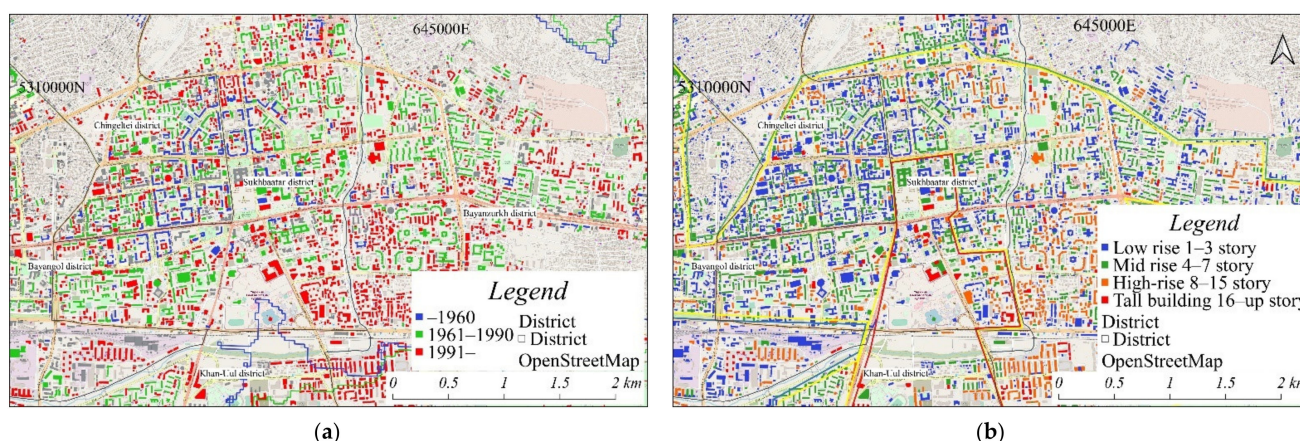 645000E
5310000N
Chingeltei district
Sukhbaatar district
Bayanzurkh district
Bayangol district
Khan-Uul district
Legend
–1960
1961–1990
1991–
District
District
OpenStreetMap
0 0.5 1 1.5 2 km
(a)
645000E
5310000N
Chingeltei district
Sukhbaatar district
Bayangol district
Khan-Uul district
Legend
Low rise 1–3 story
Mid rise 4–7 story
High-rise 8–15 story
Tall building 16–up story
District
District
OpenStreetMap
0 0.5 1 1.5 2 km
(b)